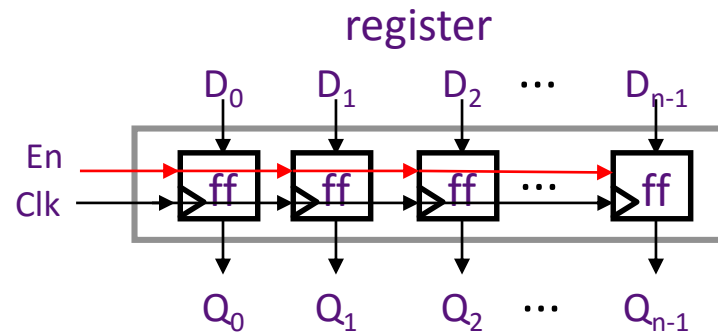 register
D₀ D₁ D₂ ... Dₙ₋₁
En
ff ff ff ... ff
Clk
Q₀ Q₁ Q₂ ... Qₙ₋₁